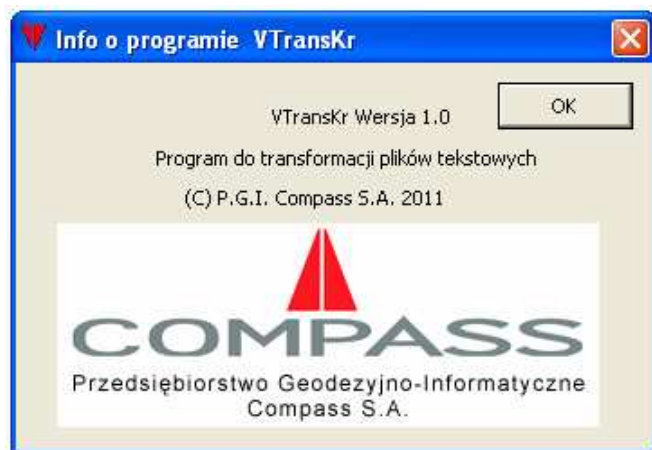 Info o programie VTransKr
VTransKr Wersja 1.0
OK
Program do transformacji plików tekstowych
(C) P.G.I. Compass S.A. 2011
COMPASS
Przedsiębiorstwo Geodezyjno-Informatyczne
Compass S.A.